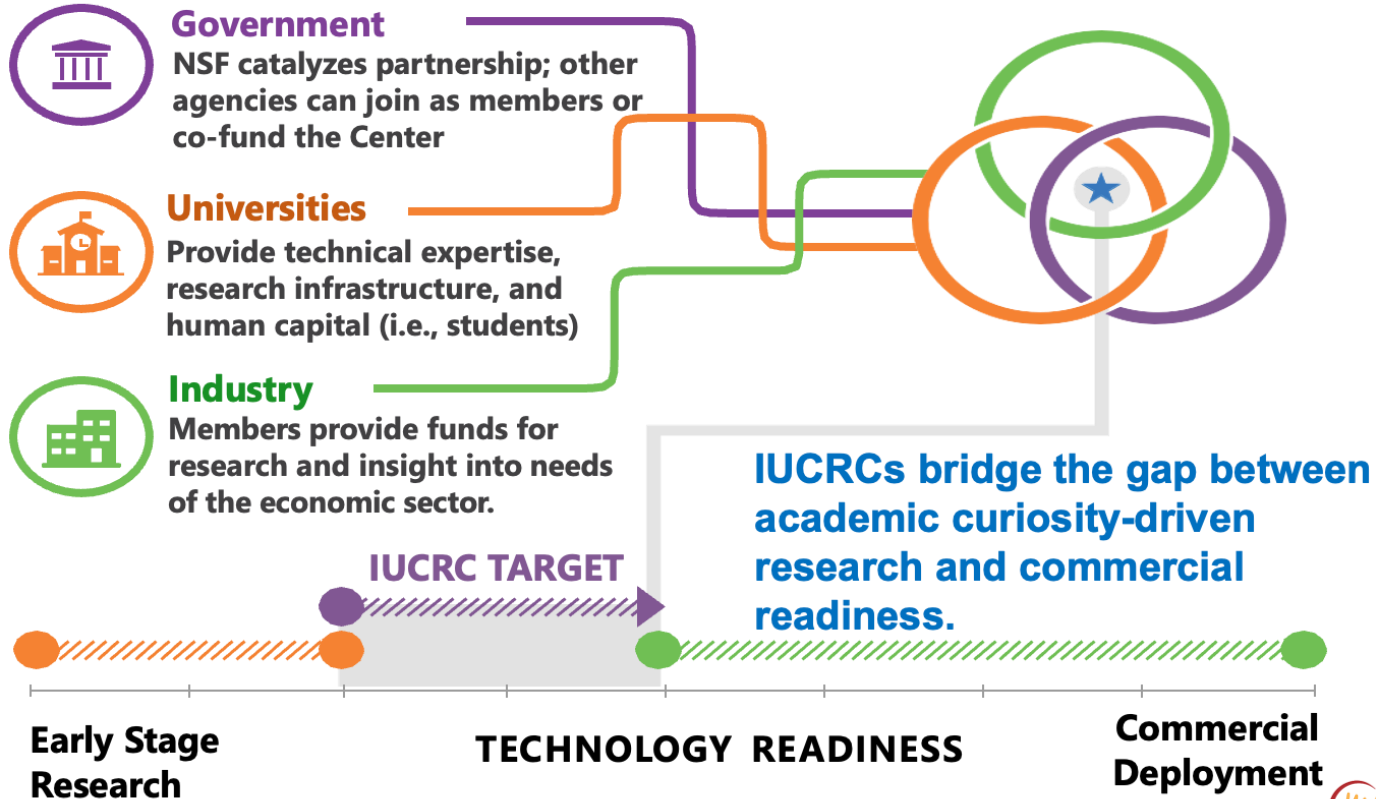 Government
NSF catalyzes partnership; other
agencies can join as members or
co-fund the Center
Universities
Provide technical expertise,
research infrastructure, and
human capital (i.e., students)
Industry
Members provide funds for
research and insight into needs
of the economic sector.
IUCRCs bridge the gap between
academic curiosity-driven
research and commercial
readiness.
IUCRC TARGET
Early Stage
Research
TECHNOLOGY READINESS
Commercial
Deployment